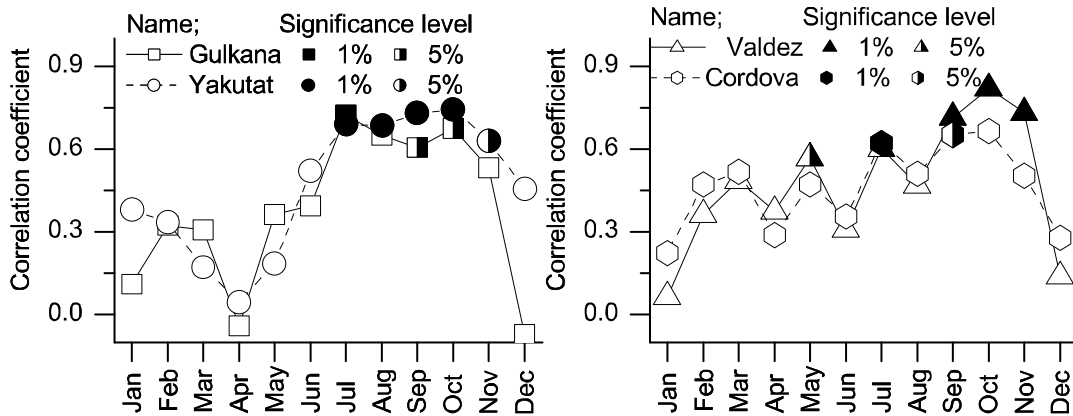 Name; Significance level
Gulkana 1% 5%
Yakutat 1% 5%
Correlation coefficient
0.9
0.6
0.3
0.0
Jan Feb Mar Apr May Jun Jul Aug Sep Oct Nov Dec
Name; Significance level
Valdez 1% 5%
Cordova 1% 5%
Correlation coefficient
0.9
0.6
0.3
0.0
Jan Feb Mar Apr May Jun Jul Aug Sep Oct Nov Dec